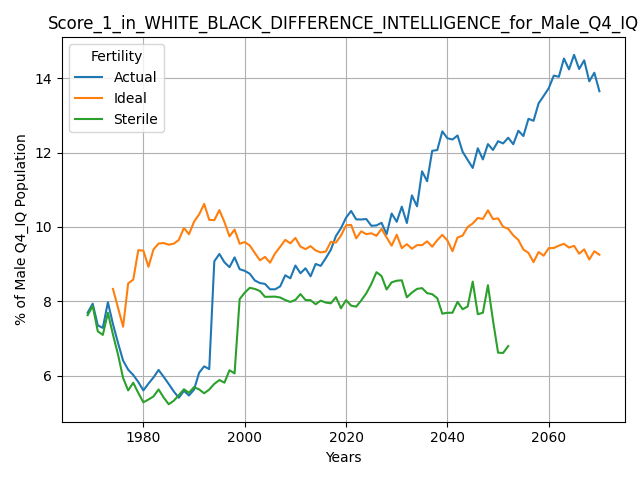 Score_1_in_WHITE_BLACK_DIFFERENCE_INTELLIGENCE_for_Male_Q4_IQ
Fertility
Actual
Ideal
Sterile
% of Male Q4_IQ Population
14
12
10
8
6
1980
2000
2020
2040
2060
Years